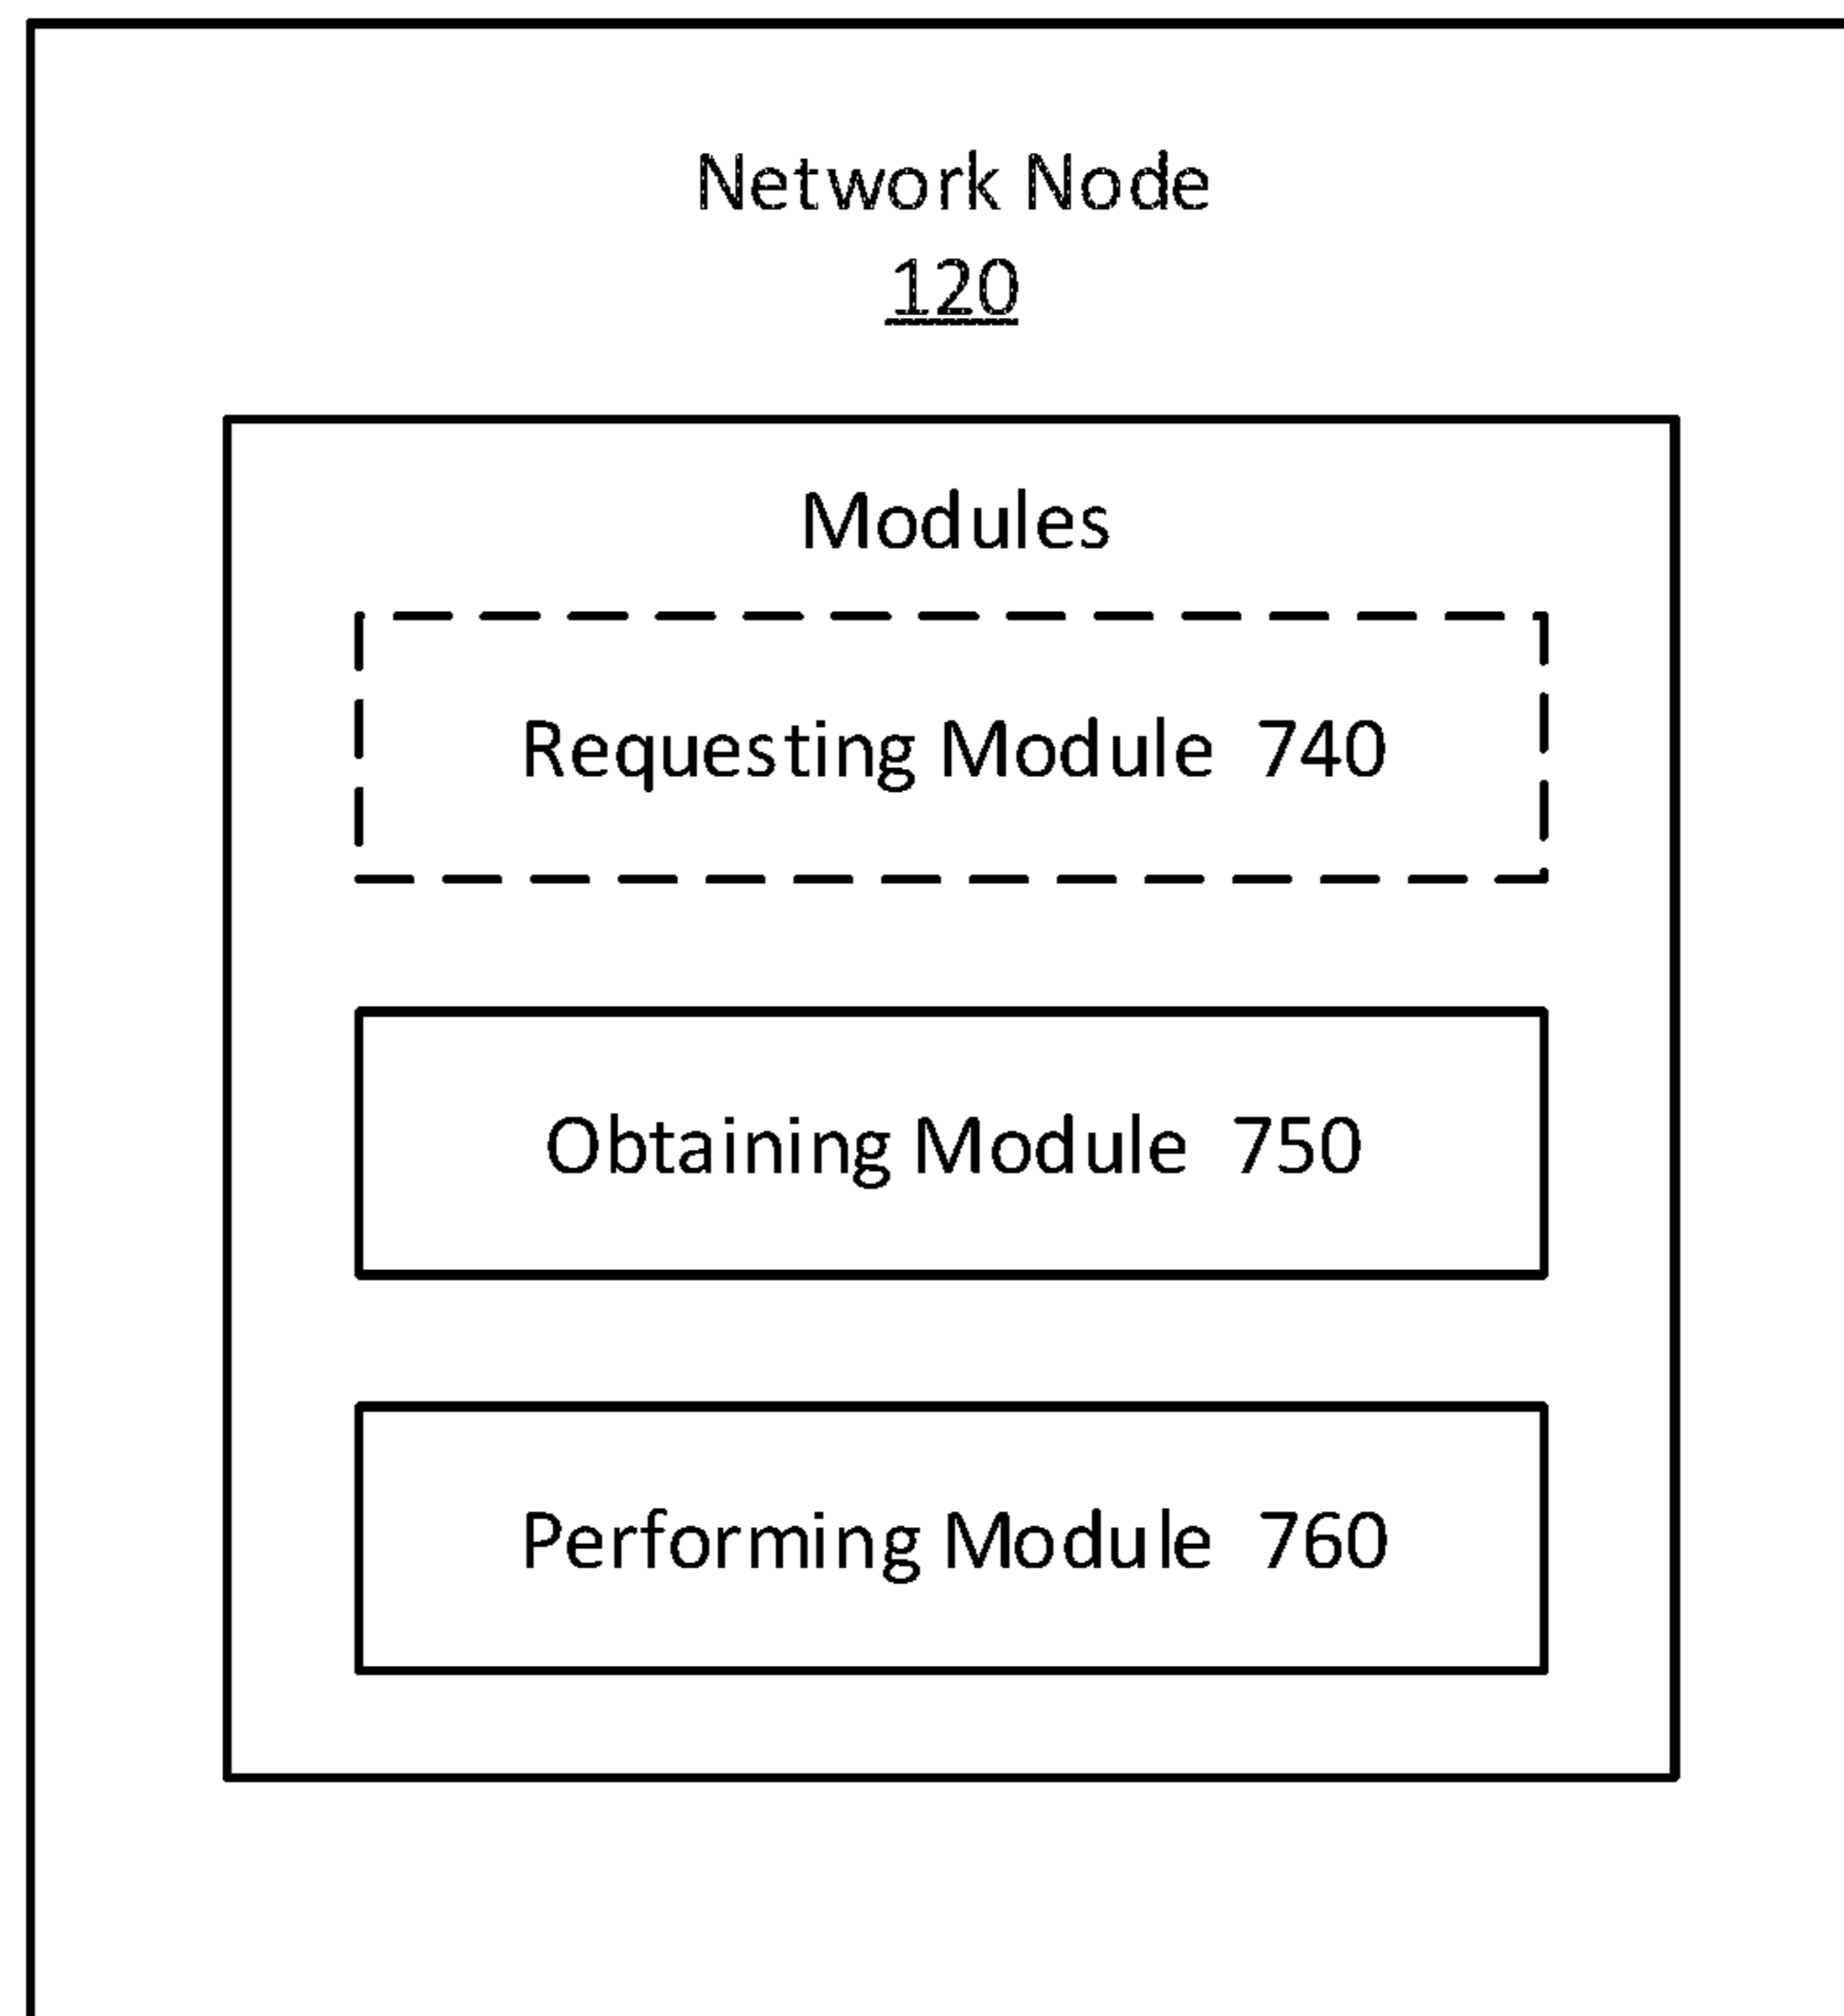 Network Node
120
Modules
Requesting Module 740
Obtaining Module 750
Performing Module 760